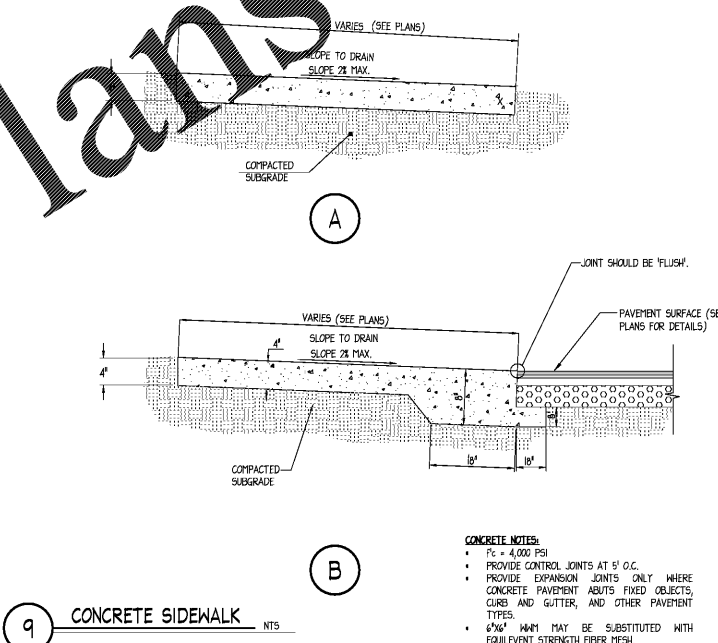 lans
VARIES (SEE PLANS)
SLOPE TO DRAIN
SLOPE 2% MAX.
COMPACTED
SUBGRADE
A
JOINT SHOULD BE 'FLUSH'.
PAVEMENT SURFACE (SE
PLANS FOR DETAILS)
VARIES (SEE PLANS)
SLOPE TO DRAIN
4"
SLOPE 2% MAX.
4"
8"
8"
18"
18"
COMPACTED
SUBGRADE
B
CONCRETE NOTES:
• F'c = 4,000 PSI
• PROVIDE CONTROL JOINTS AT 5' O.C.
• PROVIDE EXPANSION JOINTS ONLY WHERE
CONCRETE PAVEMENT ABUTS FIXED OBJECTS,
CURB AND GUTTER, AND OTHER PAVEMENT
TYPES.
• 6"X6" WWM MAY BE SUBSTITUTED WITH
EQUILEVENT STRENGTH FIBER MESH
9 CONCRETE SIDEWALK NTS